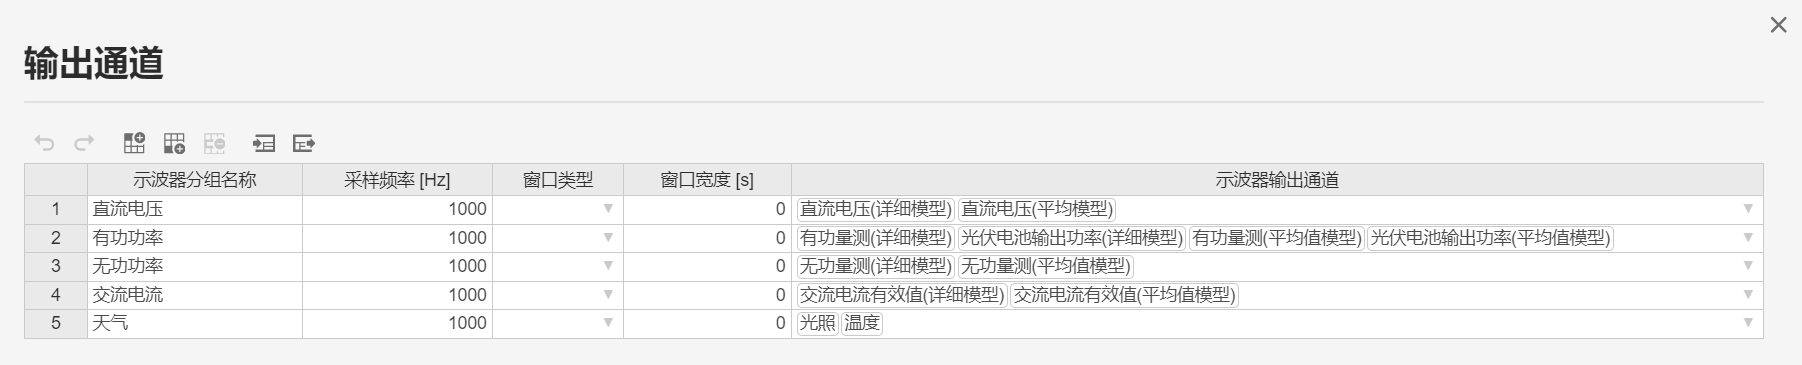 输出通道
示波器分组名称 采样频率 [Hz] 窗口类型 窗口宽度 [s] 示波器输出通道
1 直流电压 1000 0 直流电压(详细模型) 直流电压(平均模型)
2 有功功率 1000 0 有功量测(详细模型) 光伏电池输出功率(详细模型) 有功量测(平均值模型) 光伏电池输出功率(平均值模型)
3 无功功率 1000 0 无功量测(详细模型) 无功量测(平均值模型)
4 交流电流 1000 0 交流电流有效值(详细模型) 交流电流有效值(平均值模型)
5 天气 1000 0 光照 温度